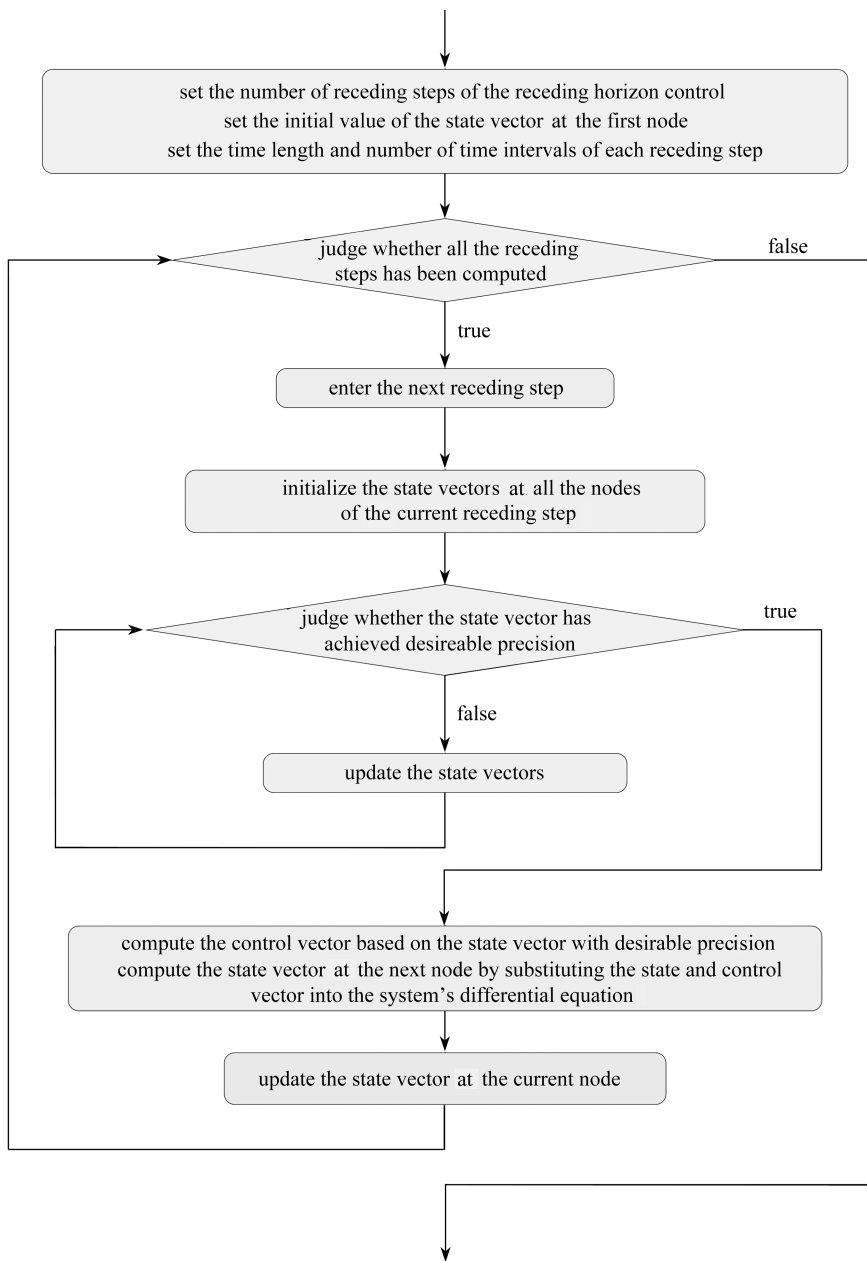 set the number of receding steps of the receding horizon control
set the initial value of the state vector at the first node
set the time length and number of time intervals of each receding step
judge whether all the receding
steps has been computed
false
true
enter the next receding step
initialize the state vectors at all the nodes
of the current receding step
judge whether the state vector has
achieved desireable precision
true
false
update the state vectors
compute the control vector based on the state vector with desirable precision
compute the state vector at the next node by substituting the state and control
vector into the system’s differential equation
update the state vector at the current node